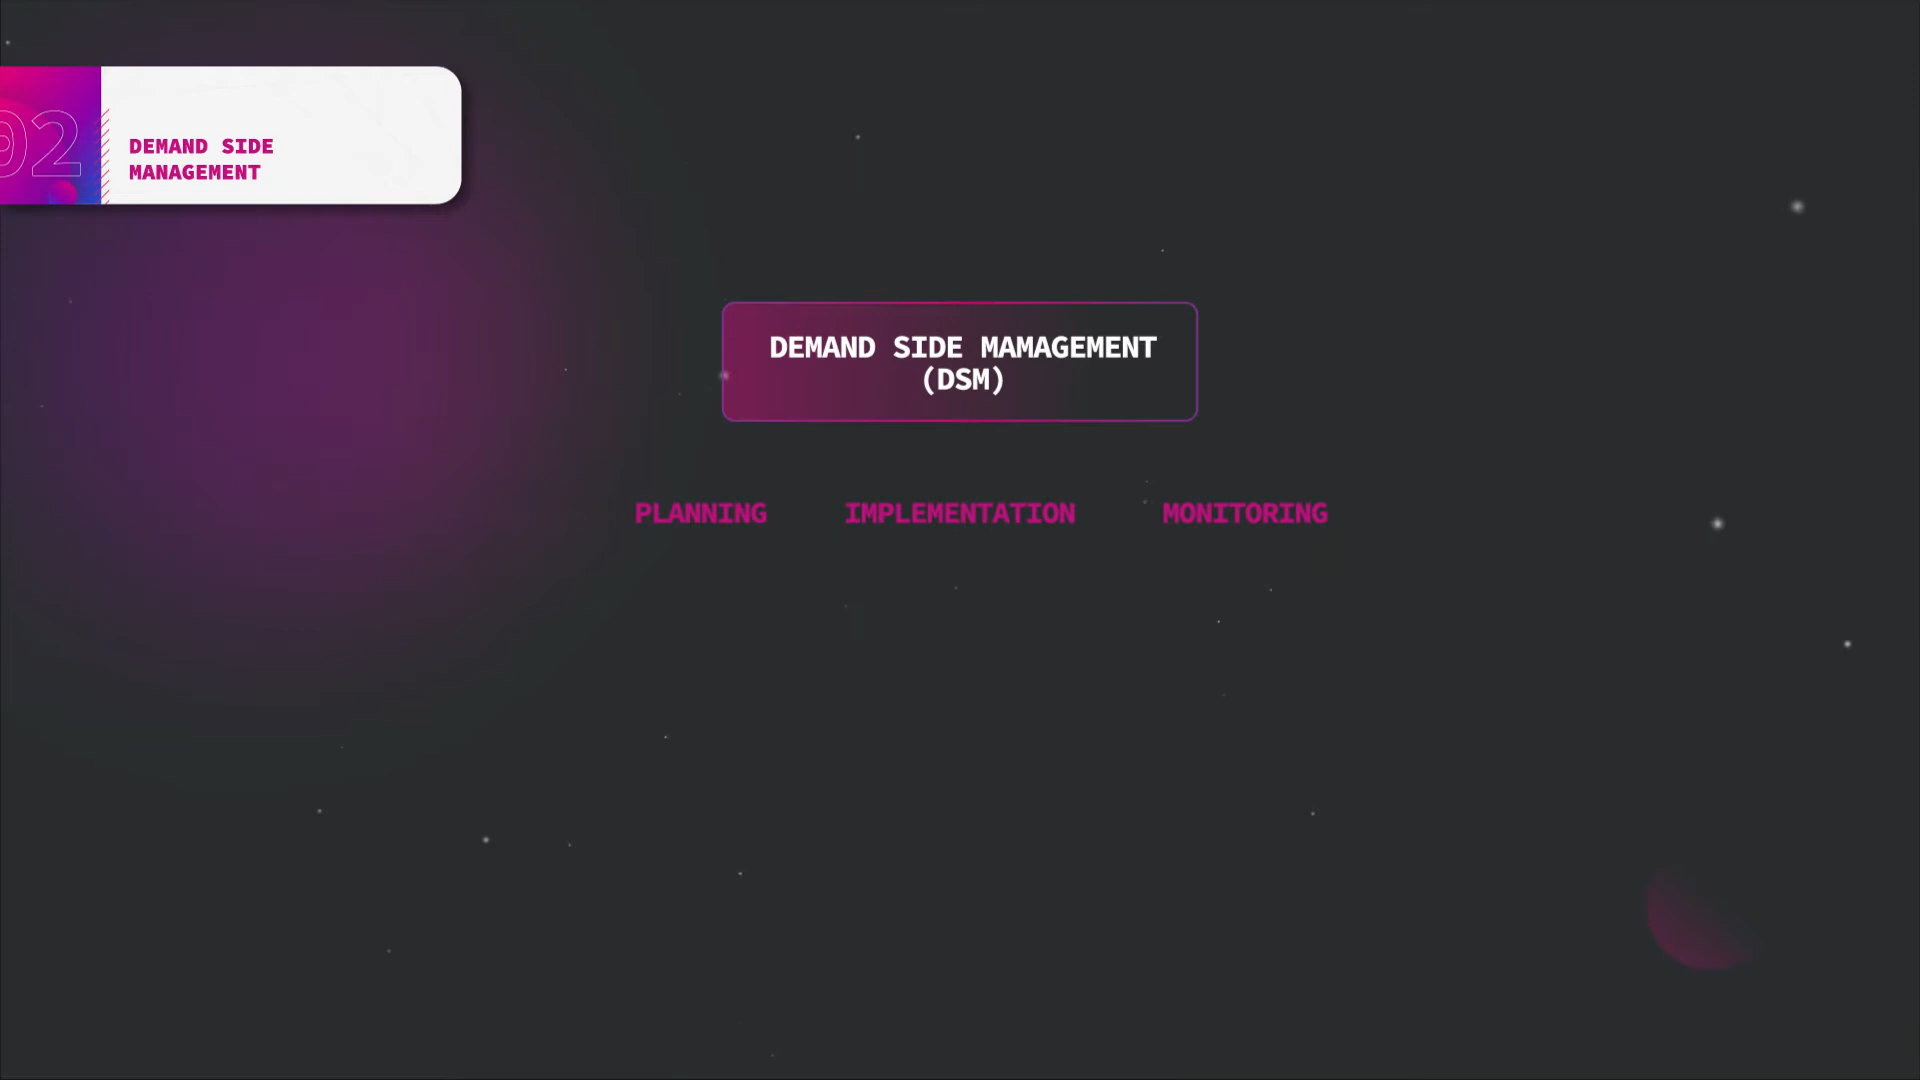 02
DEMAND SIDE
MANAGEMENT
DEMAND SIDE MAMAGEMENT
(DSM)
PLANNING IMPLEMENTATION MONITORING